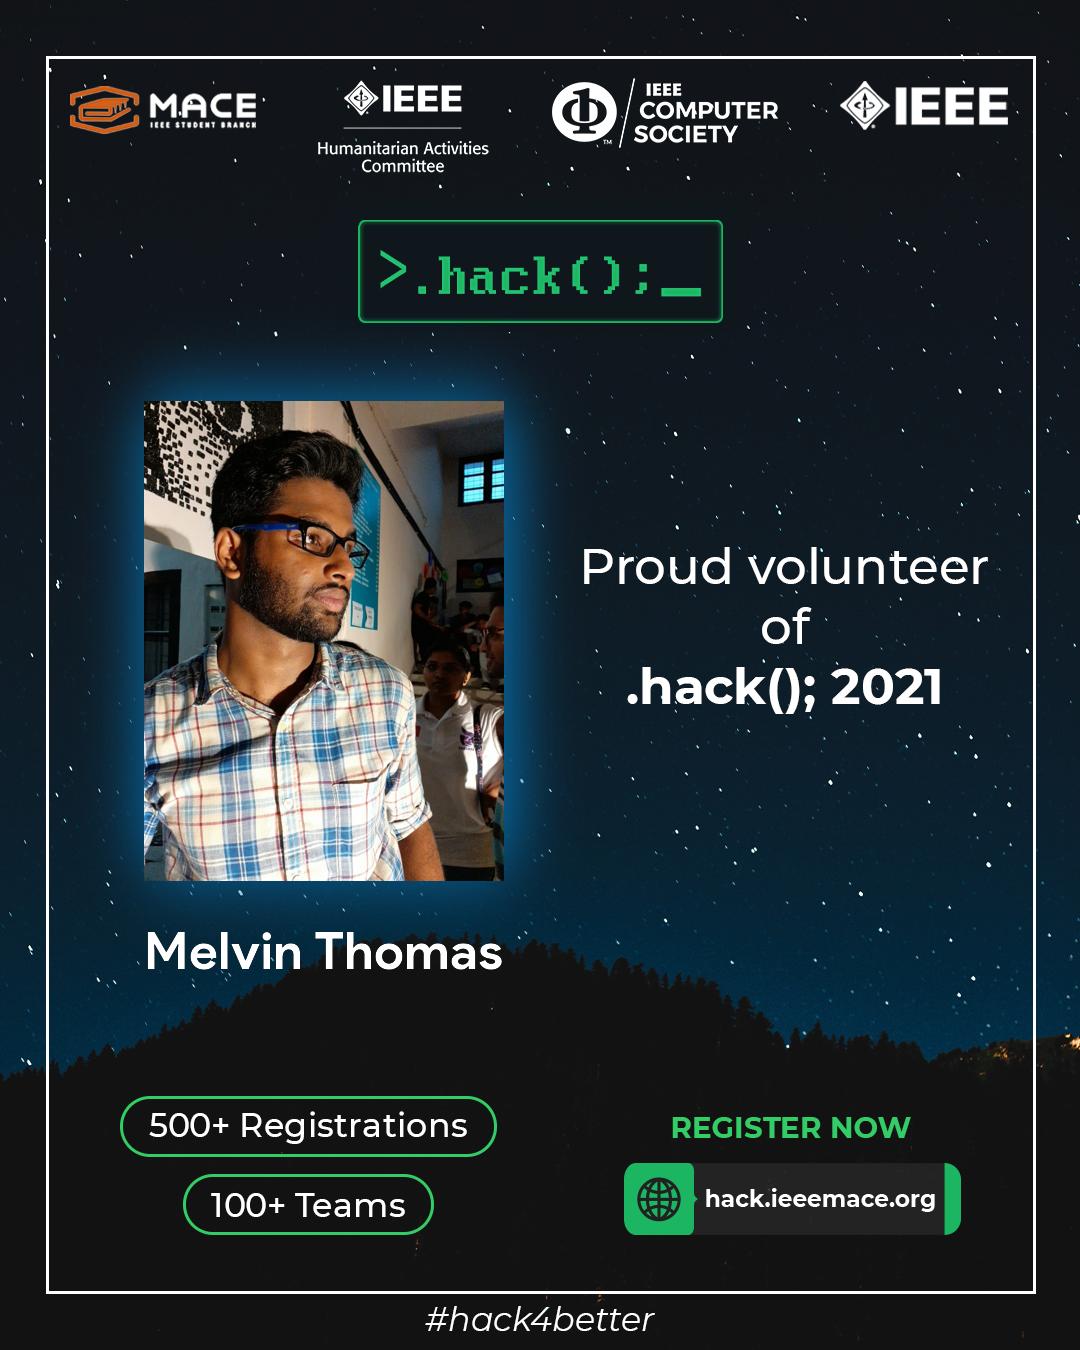 MACE
IEEE STUDENT BRANCH
IEEE
Humanitarian Activities
Committee
IEEE
COMPUTER
SOCIETY
TM
IEEE
>.hack();_
Proud volunteer
of
.hack(); 2021
Melvin Thomas
500+ Registrations
100+ Teams
REGISTER NOW
hack.ieeemace.org
#hack4better